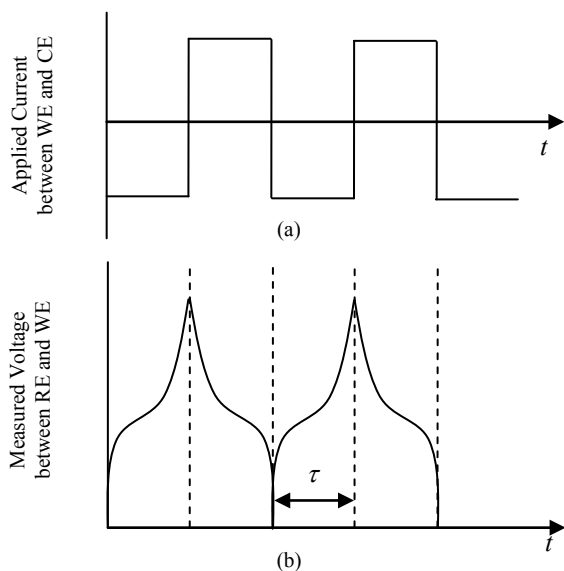 Applied Current
between WE and CE
t
(a)
Measured Voltage
between RE and WE
τ
t
(b)